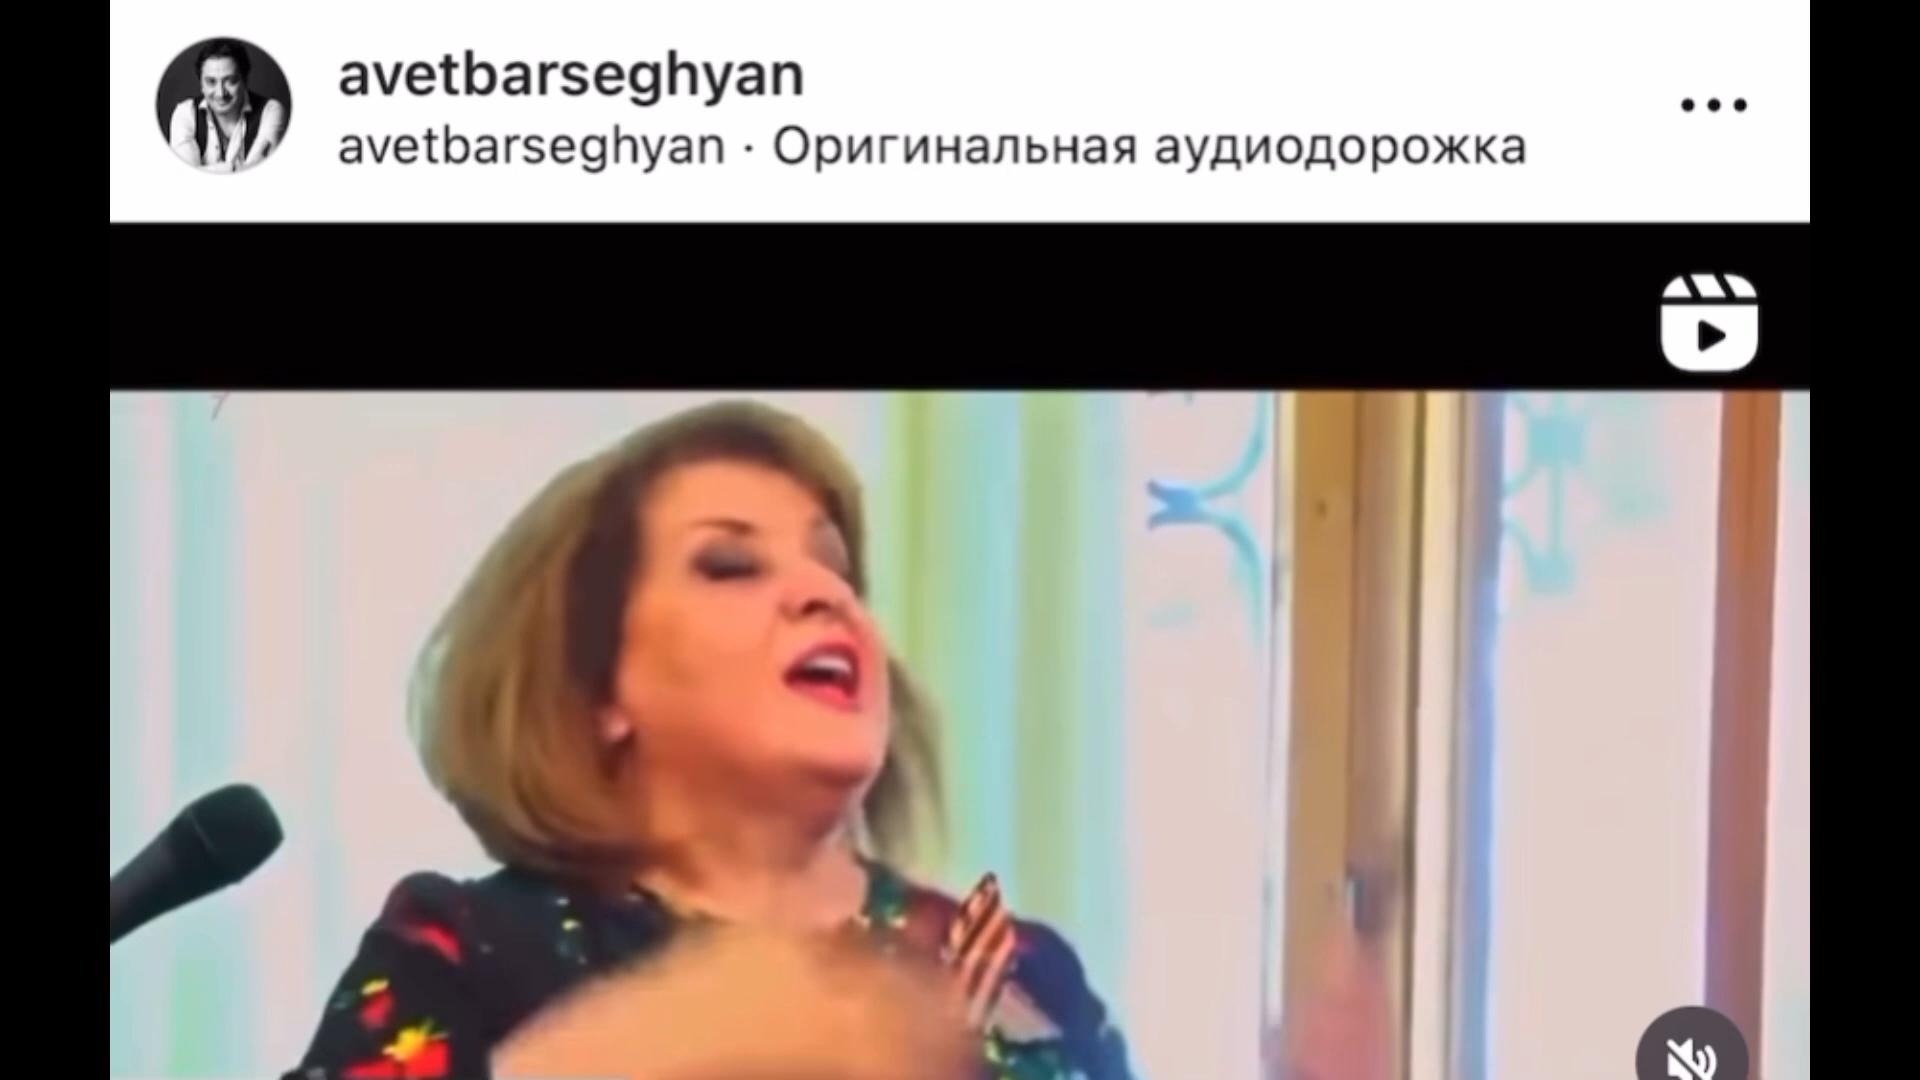 avetbarseghyan
avetbarseghyan · Оригинальная аудиодорожка